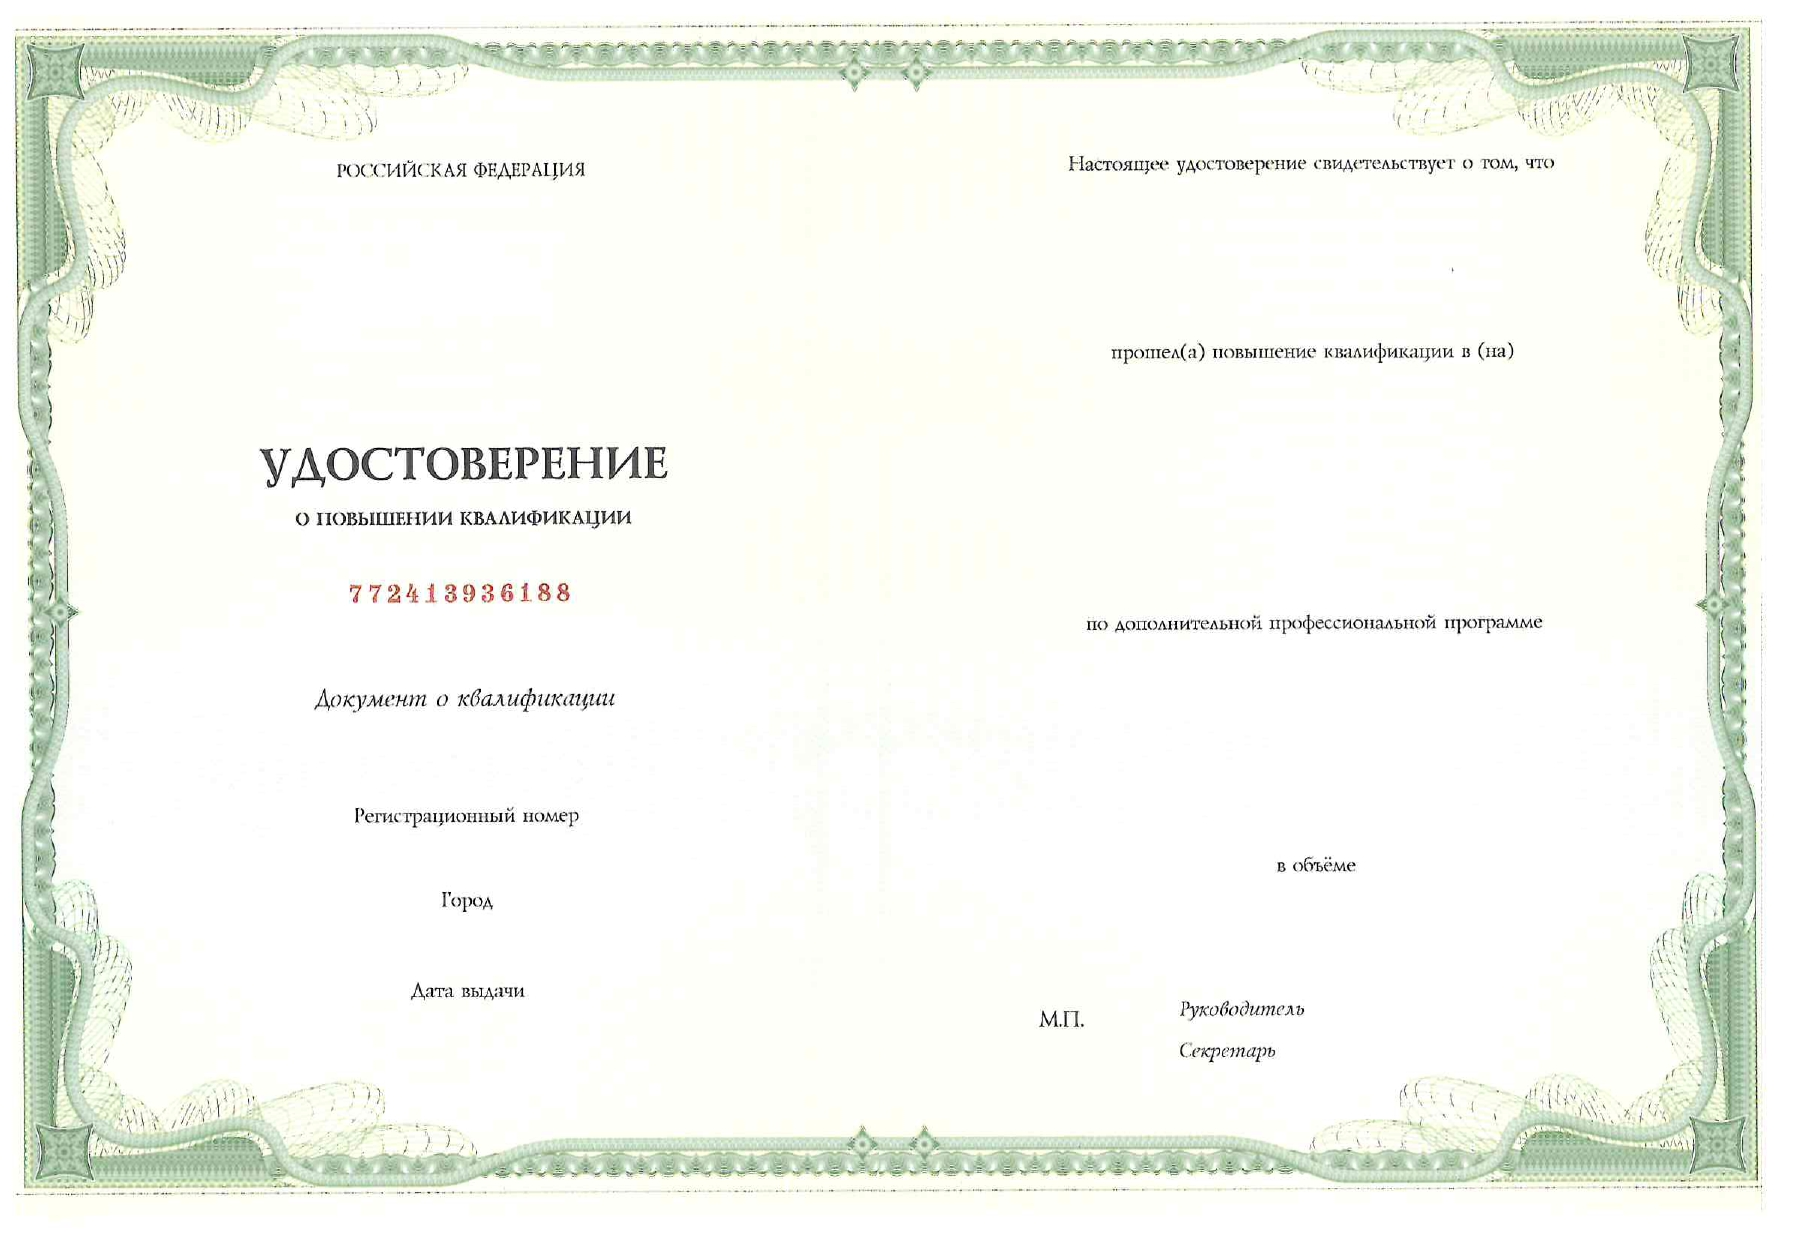 РОССИЙСКАЯ ФЕДЕРАЦИЯ
УДОСТОВЕРЕНИЕ
О ПОВЫШЕНИИ КВАЛИФИКАЦИИ
772413936188
Документ о квалификации
Регистрационный номер
Город
Дата выдачи
Настоящее удостоверение свидетельствует о том, что
прошел(а) повышение квалификации в (на)
по дополнительной профессиональной программе
в объёме
М.П.
Руководитель
Секретарь